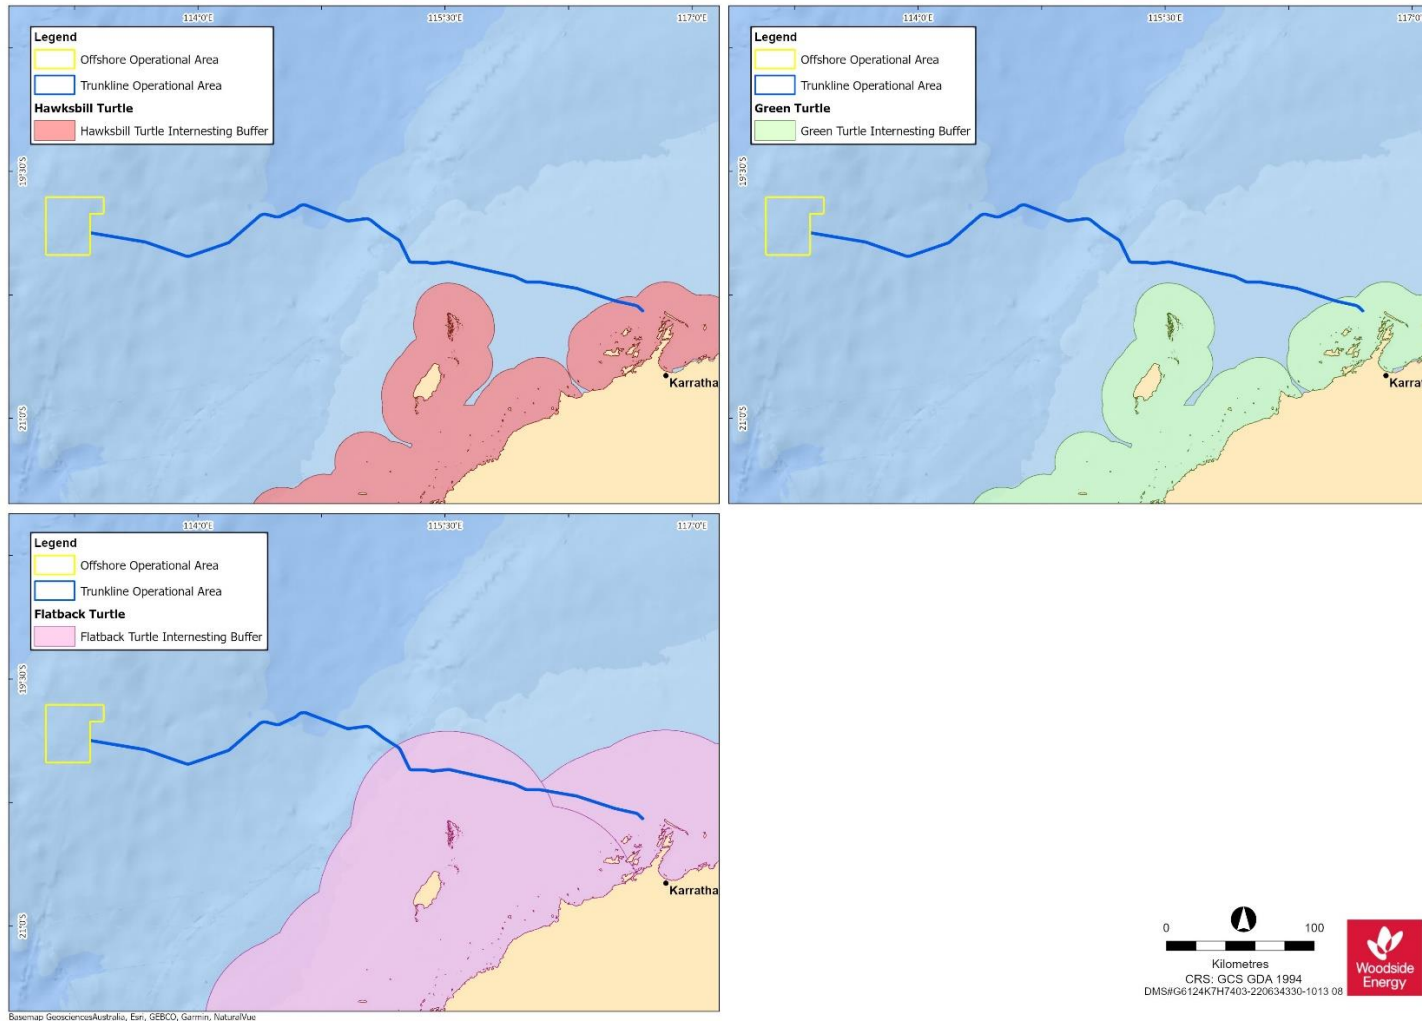 114°0'E
115°30'E
117°0'E
Legend
Offshore Operational Area
Trunkline Operational Area
Hawksbill Turtle
Hawksbill Turtle Internesting Buffer
19°30'S
21°0'S
Karratha
114°0'E
115°30'E
117°0'E
Legend
Offshore Operational Area
Trunkline Operational Area
Green Turtle
Green Turtle Internesting Buffer
19°30'S
21°0'S
Karrat
114°0'E
115°30'E
117°0'E
Legend
Offshore Operational Area
Trunkline Operational Area
Flatback Turtle
Flatback Turtle Internesting Buffer
19°30'S
21°0'S
Karratha
0 100
Kilometres
CRS: GCS GDA 1994
DMS#G6124K7H7403-220634330-1013 08
Woodside
Energy
Basemap GeosciencesAustralia, Esri, GEBCO, Garmin, NaturalVue